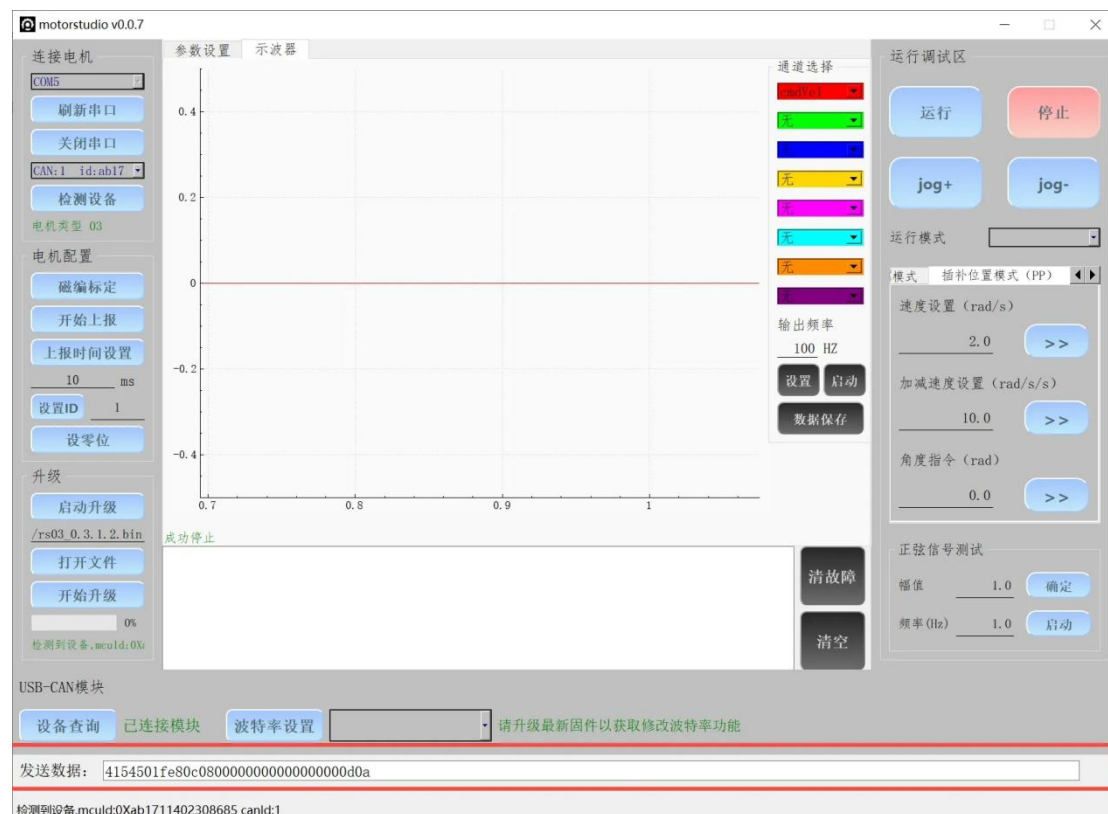 motorstudio v0.0.7
连接电机
COM5
刷新串口
关闭串口
CAN:1 id:ab17
检测设备
电机类型 03
电机配置
磁编标定
开始上报
上报时间设置
10 ms
设置ID 1
设零位
升级
启动升级
/rs03_0.3.1.2.bin
打开文件
开始升级
0%
检测到设备,mcuId:0Xa
参数设置 示波器
0.4
0.2
0
-0.2
-0.4
0.7 0.8 0.9 1
通道选择
cmdVel
无
无
无
无
无
无
无
输出频率
100 HZ
设置 启动
数据保存
成功停止
清故障
清空
运行调试区
运行 停止
jog+ jog-
运行模式
模式 插补位置模式（PP）
速度设置（rad/s）
2.0 >>
加减速度设置（rad/s/s）
10.0 >>
角度指令（rad）
0.0 >>
正弦信号测试
幅值 1.0 确定
频率(Hz) 1.0 启动
USB-CAN模块
设备查询 已连接模块 波特率设置 请升级最新固件以获取修改波特率功能
发送数据: 4154501fe80c0800000000000000000d0a
检测到设备,mcuId:0Xab1711402308685 canId:1